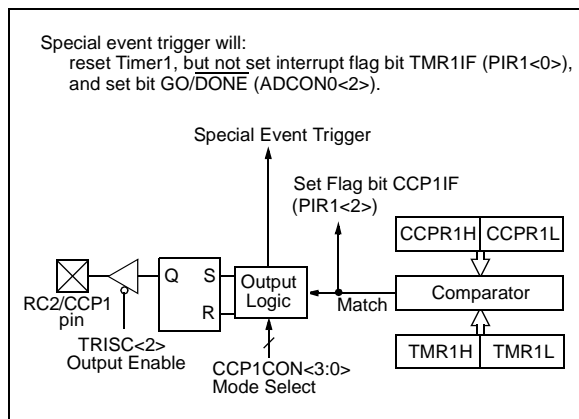 Special event trigger will:
reset Timer1, but not set interrupt flag bit TMR1IF (PIR1<0>),
and set bit GO/DONE (ADCON0<2>).
Special Event Trigger
Set Flag bit CCP1IF
(PIR1<2>)
CCPR1H CCPR1L
Q S
R
Output
Logic
Match
Comparator
RC2/CCP1
pin
TRISC<2>
Output Enable
CCP1CON<3:0>
Mode Select
TMR1H TMR1L